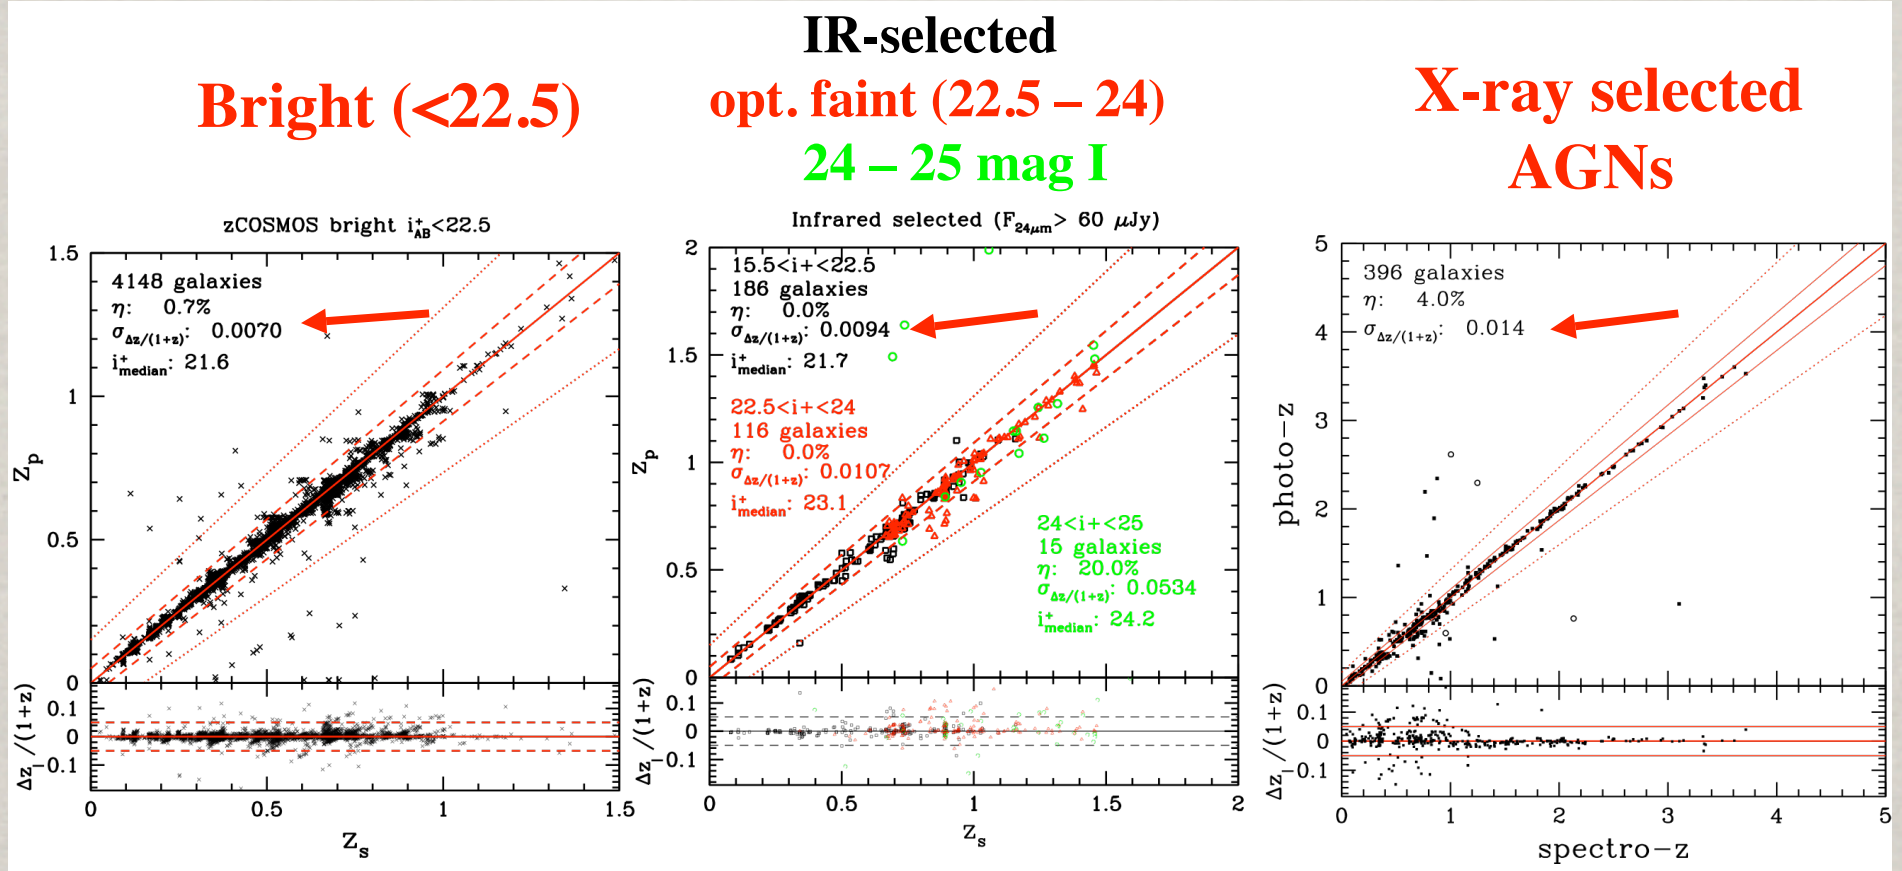 Bright (<22.5)
IR-selected
opt. faint (22.5 – 24)
24 – 25 mag I
X-ray selected
AGNs
zCOSMOS bright i⁺AB<22.5
4148 galaxies
η: 0.7%
σΔz/(1+z): 0.0070
i⁺median: 21.6
1.5
1
0.5
0
Zp
0.1
0
−0.1
Δz/(1+z)
0 0.5 1 1.5
Zs
Infrared selected (F24μm> 60 μJy)
15.5<i+<22.5
186 galaxies
η: 0.0%
σΔz/(1+z): 0.0094
i⁺median: 21.7
22.5<i+<24
116 galaxies
η: 0.0%
σΔz/(1+z): 0.0107
i⁺median: 23.1
24<i+<25
15 galaxies
η: 20.0%
σΔz/(1+z): 0.0534
i⁺median: 24.2
2
1.5
1
0.5
0
Zp
0.1
0
−0.1
Δz/(1+z)
0 0.5 1 1.5 2
Zs
396 galaxies
η: 4.0%
σΔz/(1+z): 0.014
5
4
3
2
1
0
photo−z
0.1
0
−0.1
Δz/(1+z)
0 1 2 3 4 5
spectro−z